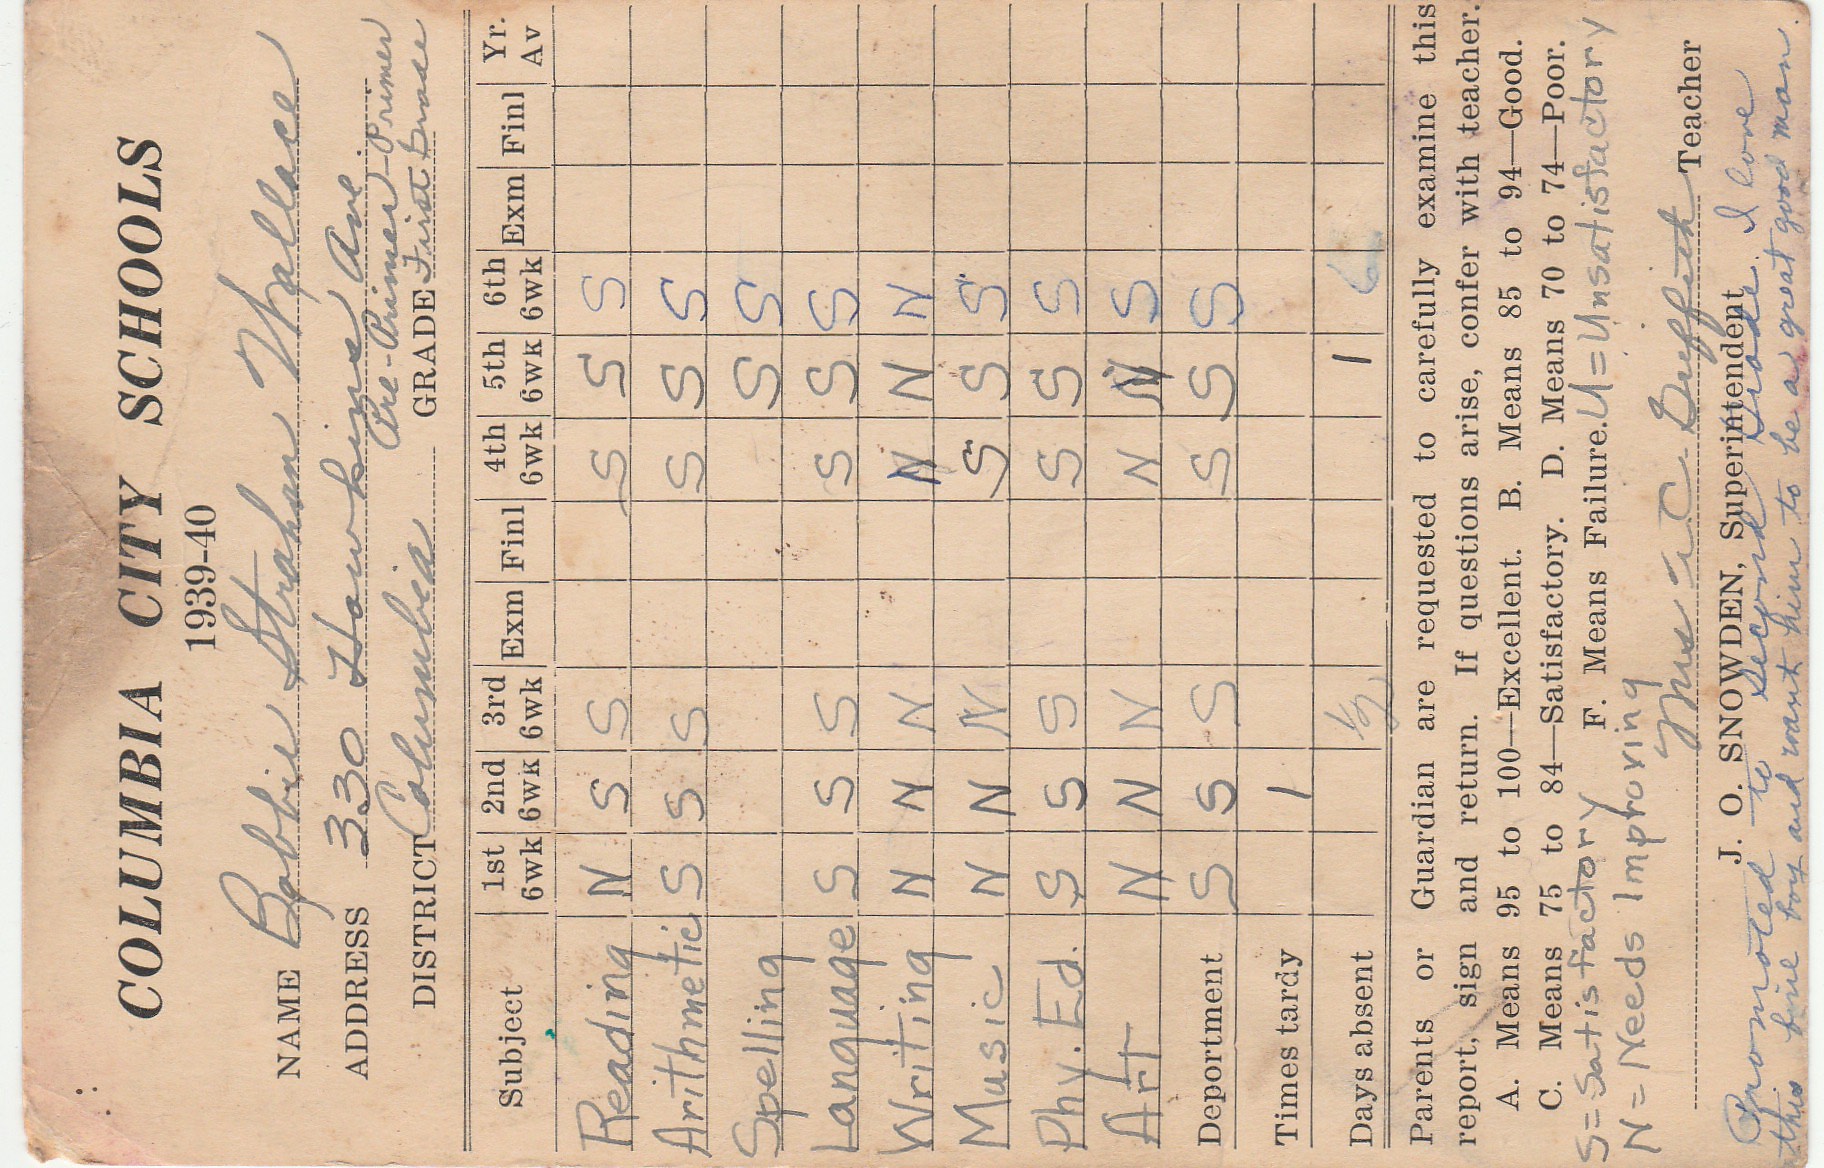 COLUMBIA CITY SCHOOLS
1939-40
NAME Bobbie Strahan Wallace
ADDRESS 330 Hawkins Ave.
(Pre-Primer)-Primer
DISTRICT Columbia GRADE First Grade
Subject 1st 6wk 2nd 6wk 3rd 6wk Exm Finl 4th 6wk 5th 6wk 6th 6wk Exm Finl Yr. Av
Reading N S S S S S
Arithmetic S S S S S S
Spelling S S
Language S S S S S S
Writing N N N N N N
Music N N N S S S
Phy. Ed. S S S S S S
Art N N N N N S
Deportment S S S S S S
Times tardy 1
Days absent 1/2 1 6
Parents or Guardian are requested to carefully examine this
report, sign and return. If questions arise, confer with teacher.
A. Means 95 to 100—Excellent. B. Means 85 to 94—Good.
C. Means 75 to 84—Satisfactory. D. Means 70 to 74—Poor.
S=Satisfactory F. Means Failure. U=Unsatisfactory
N=Needs Improving
Mrs C. Griffith Teacher
J. O. SNOWDEN, Superintendent
Promoted to Second Grade. I love
this fine boy and want him to be a great good man.